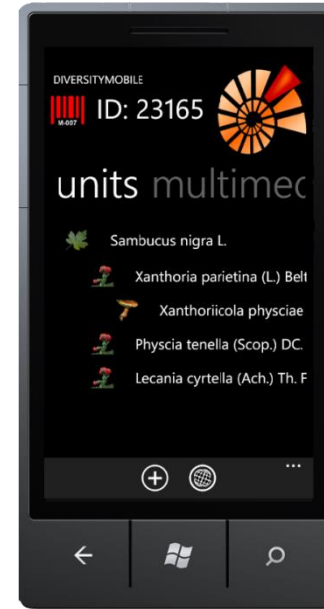 DIVERSITYMOBILE
M-007
ID: 23165
units multimec
Sambucus nigra L.
Xanthoria parietina (L.) Belt
Xanthoriicola physciae
Physcia tenella (Scop.) DC.
Lecania cyrtella (Ach.) Th. F